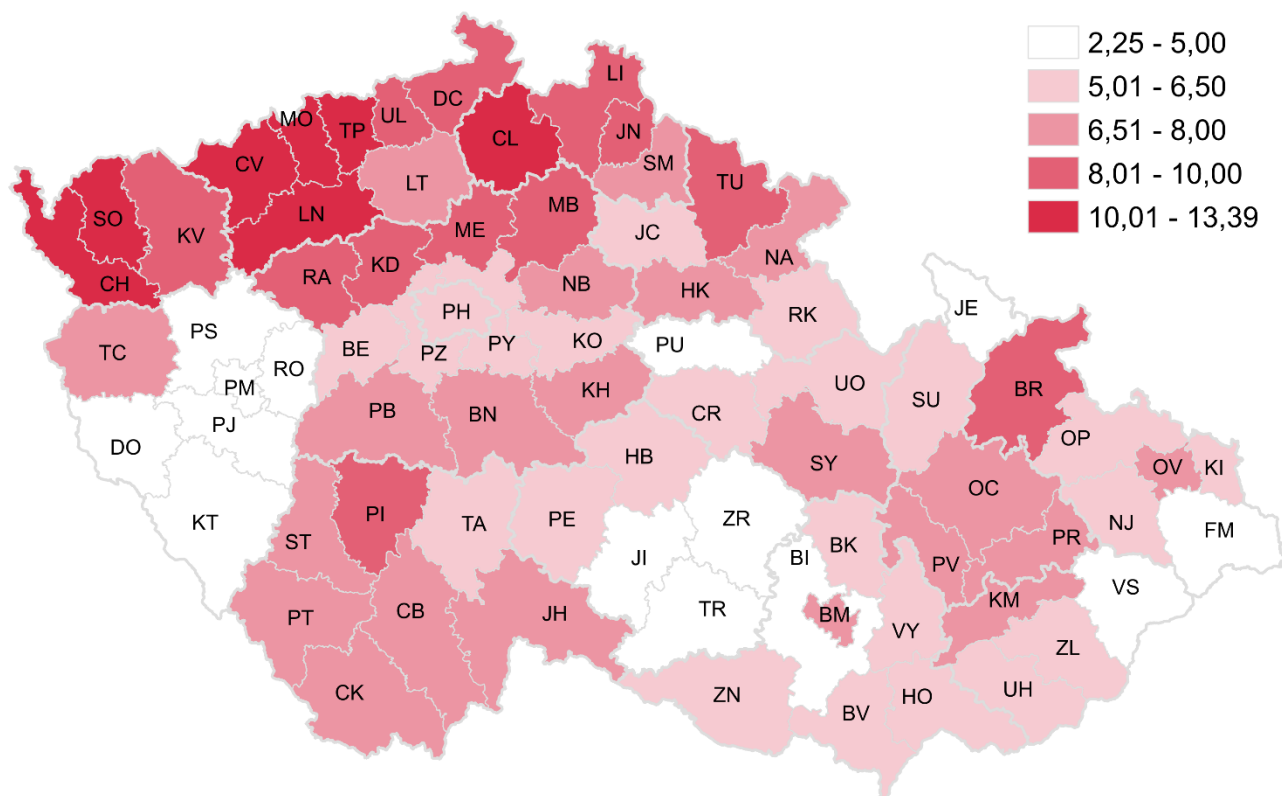 2,25 - 5,00
5,01 - 6,50
6,51 - 8,00
8,01 - 10,00
10,01 - 13,39
LI
DC
UL
MO
TP
JN
CL
CV
SM
LT
TU
MB
SO
LN
ME
JC
KV
NA
KD
RA
CH
NB
HK
PH
RK
JE
PS
TC
BE
PZ
PY
KO
PU
RO
PM
UO
SU
BR
KH
PB
BN
CR
PJ
DO
OP
HB
SY
OV
KI
OC
PI
KT
TA
PE
ZR
NJ
FM
ST
BK
JI
BI
PR
PV
VS
KM
TR
BM
CB
JH
PT
VY
ZL
CK
ZN
HO
UH
BV